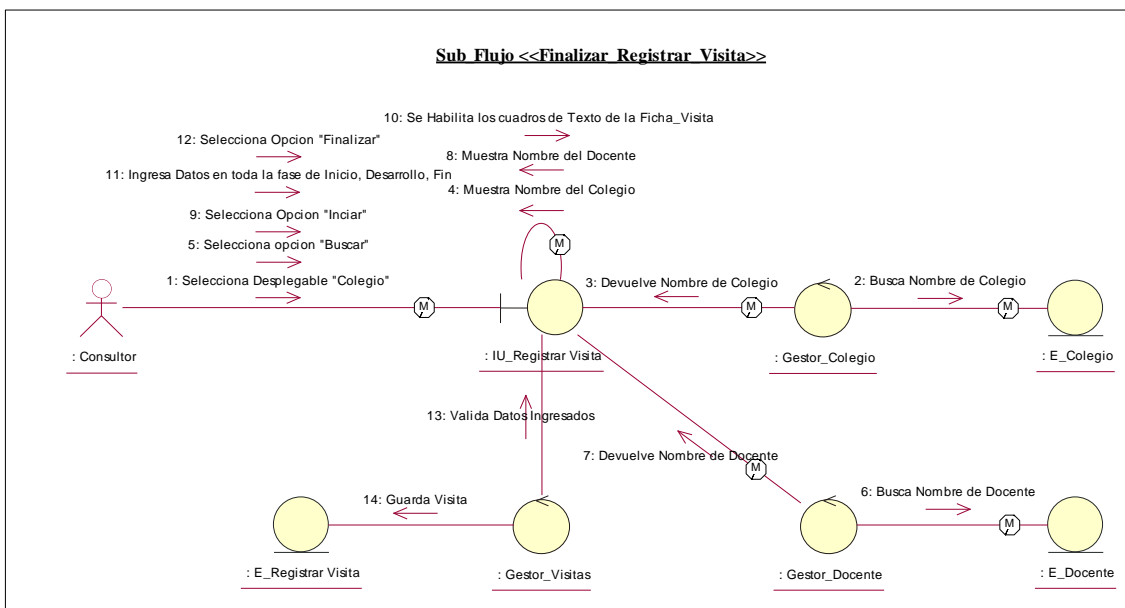 Sub_Flujo <<Finalizar_Registrar_Visita>>
10: Se Habilita los cuadros de Texto de la Ficha_Visita
12: Selecciona Opcion "Finalizar"
8: Muestra Nombre del Docente
11: Ingresa Datos en toda la fase de Inicio, Desarrollo, Fin
4: Muestra Nombre del Colegio
9: Selecciona Opcion "Inciar"
5: Selecciona opcion "Buscar"
1: Selecciona Desplegable "Colegio"
3: Devuelve Nombre de Colegio
2: Busca Nombre de Colegio
M
M
M
M
: Consultor
: IU_Registrar Visita
: Gestor_Colegio
: E_Colegio
13: Valida Datos Ingresados
7: Devuelve Nombre de Docente
M
6: Busca Nombre de Docente
M
14: Guarda Visita
: E_Registrar Visita
: Gestor_Visitas
: Gestor_Docente
: E_Docente